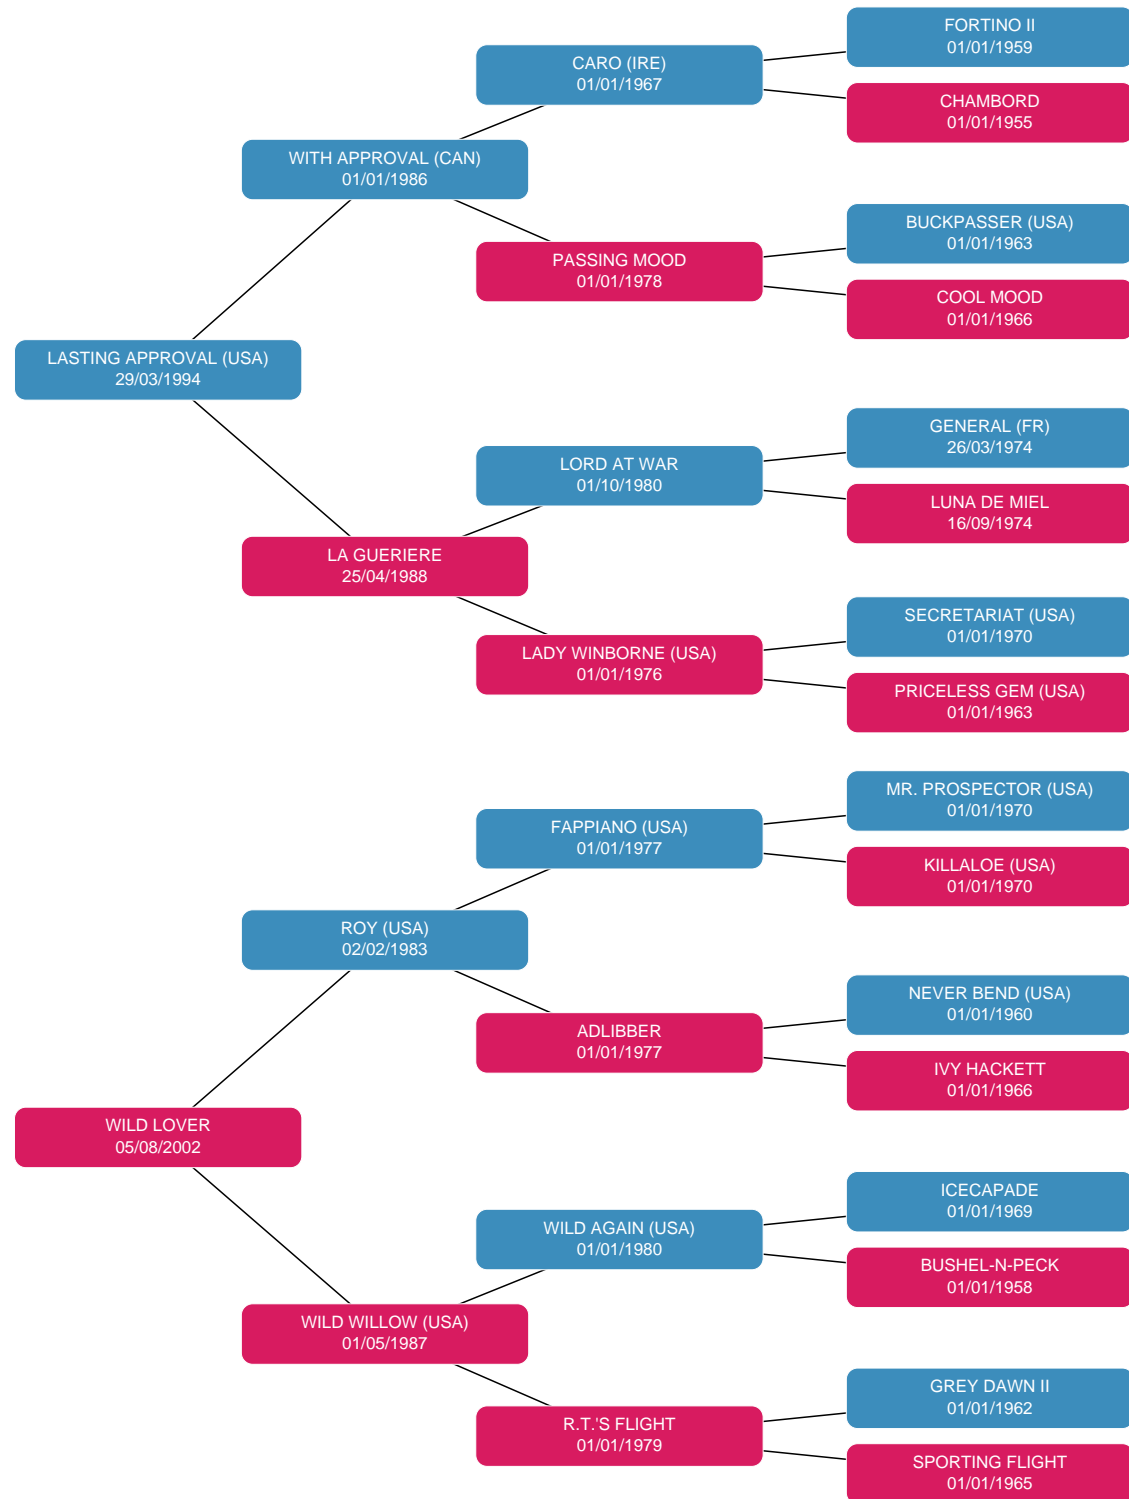 FORTINO II
01/01/1959
CARO (IRE)
01/01/1967
CHAMBORD
01/01/1955
WITH APPROVAL (CAN)
01/01/1986
BUCKPASSER (USA)
01/01/1963
PASSING MOOD
01/01/1978
COOL MOOD
01/01/1966
LASTING APPROVAL (USA)
29/03/1994
GENERAL (FR)
26/03/1974
LORD AT WAR
01/10/1980
LUNA DE MIEL
16/09/1974
LA GUERIERE
25/04/1988
SECRETARIAT (USA)
01/01/1970
LADY WINBORNE (USA)
01/01/1976
PRICELESS GEM (USA)
01/01/1963
MR. PROSPECTOR (USA)
01/01/1970
FAPPIANO (USA)
01/01/1977
KILLALOE (USA)
01/01/1970
ROY (USA)
02/02/1983
NEVER BEND (USA)
01/01/1960
ADLIBBER
01/01/1977
IVY HACKETT
01/01/1966
WILD LOVER
05/08/2002
ICECAPADE
01/01/1969
WILD AGAIN (USA)
01/01/1980
BUSHEL-N-PECK
01/01/1958
WILD WILLOW (USA)
01/05/1987
GREY DAWN II
01/01/1962
R.T.'S FLIGHT
01/01/1979
SPORTING FLIGHT
01/01/1965